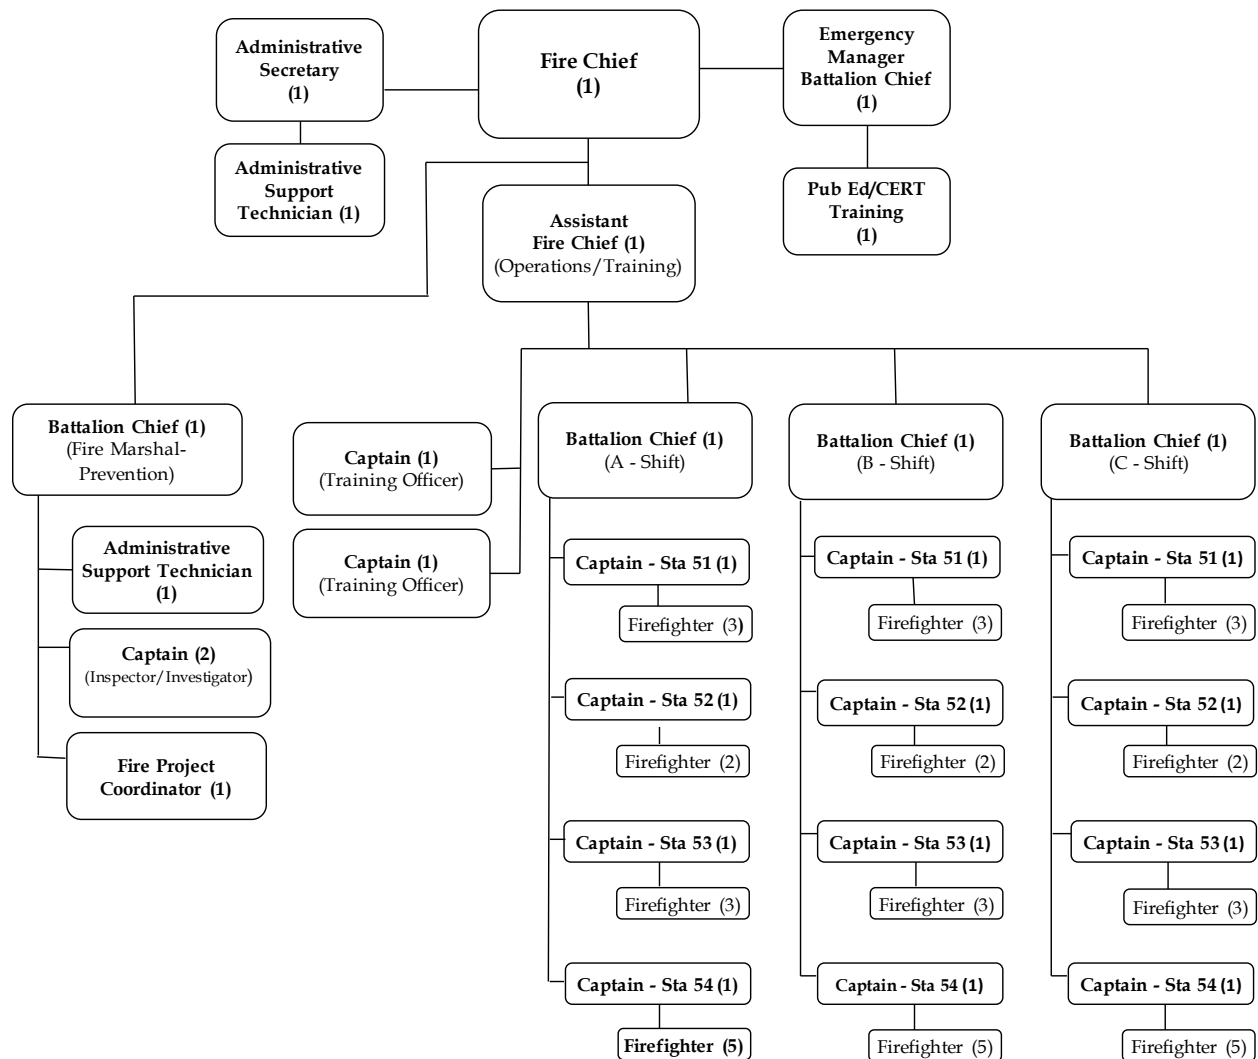 Administrative
Secretary
(1)
Fire Chief
(1)
Emergency
Manager
Battalion Chief
(1)
Administrative
Support
Technician (1)
Pub Ed/CERT
Training
(1)
Assistant
Fire Chief (1)
(Operations/Training)
Battalion Chief (1)
(Fire Marshal-
Prevention)
Administrative
Support Technician
(1)
Captain (2)
(Inspector/Investigator)
Fire Project
Coordinator (1)
Captain (1)
(Training Officer)
Captain (1)
(Training Officer)
Battalion Chief (1)
(A - Shift)
Captain - Sta 51 (1)
Firefighter (3)
Captain - Sta 52 (1)
Firefighter (2)
Captain - Sta 53 (1)
Firefighter (3)
Captain - Sta 54 (1)
Firefighter (5)
Battalion Chief (1)
(B - Shift)
Captain - Sta 51 (1)
Firefighter (3)
Captain - Sta 52 (1)
Firefighter (2)
Captain - Sta 53 (1)
Firefighter (3)
Captain - Sta 54 (1)
Firefighter (5)
Battalion Chief (1)
(C - Shift)
Captain - Sta 51 (1)
Firefighter (3)
Captain - Sta 52 (1)
Firefighter (2)
Captain - Sta 53 (1)
Firefighter (3)
Captain - Sta 54 (1)
Firefighter (5)